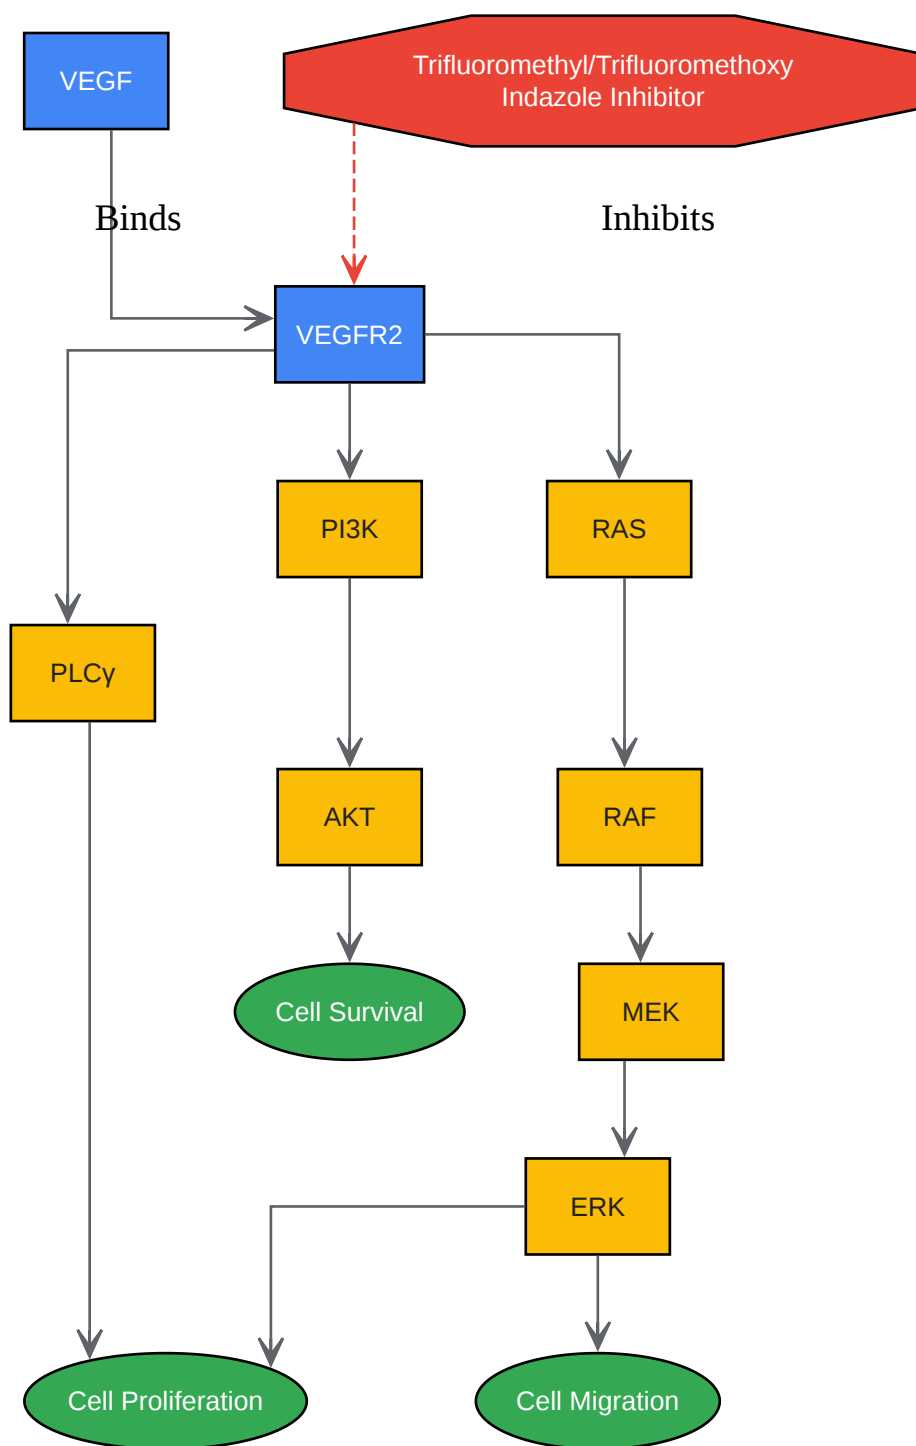 VEGF
Trifluoromethyl/Trifluoromethoxy
Indazole Inhibitor
Binds
Inhibits
VEGFR2
PI3K
RAS
PLCγ
AKT
RAF
Cell Survival
MEK
ERK
Cell Proliferation
Cell Migration